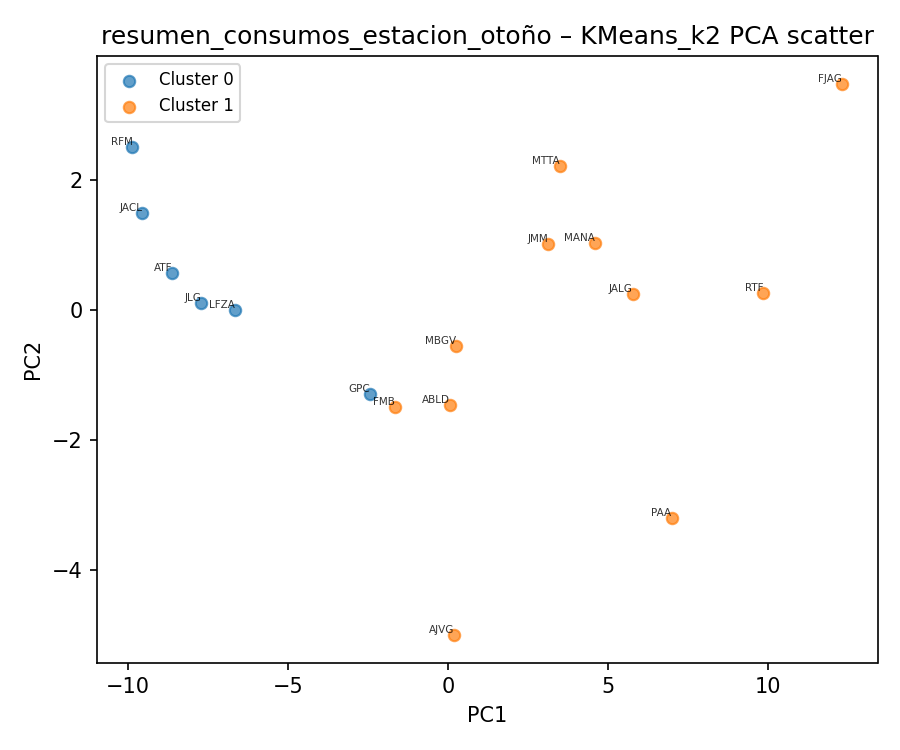 resumen_consumos_estacion_otoño – KMeans_k2 PCA scatter
Cluster 0
Cluster 1
FJAG
RFM
MTTA
JACL
JMM
MANA
ATF
JLG
LFZA
JALG
RTF
MBGV
GPC
FMB
ABLD
PAA
AJVG
2
0
−2
−4
PC2
−10
−5
0
5
10
PC1